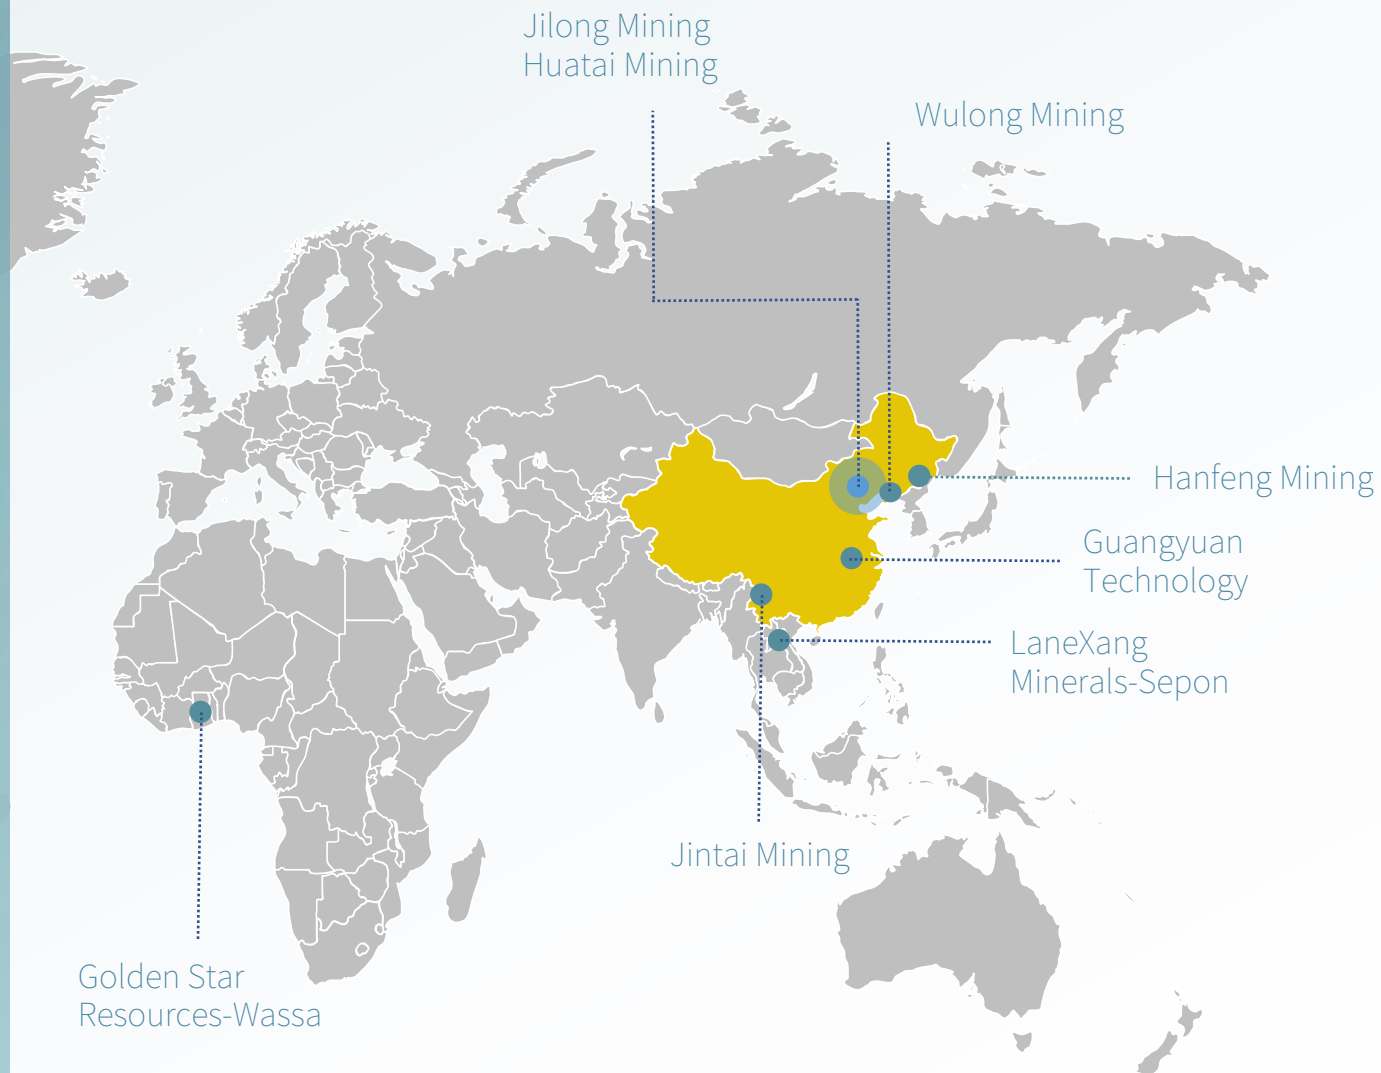 Jilong Mining
Huatai Mining
Wulong Mining
Hanfeng Mining
Guangyuan
Technology
LaneXang
Minerals-Sepon
Jintai Mining
Golden Star
Resources-Wassa